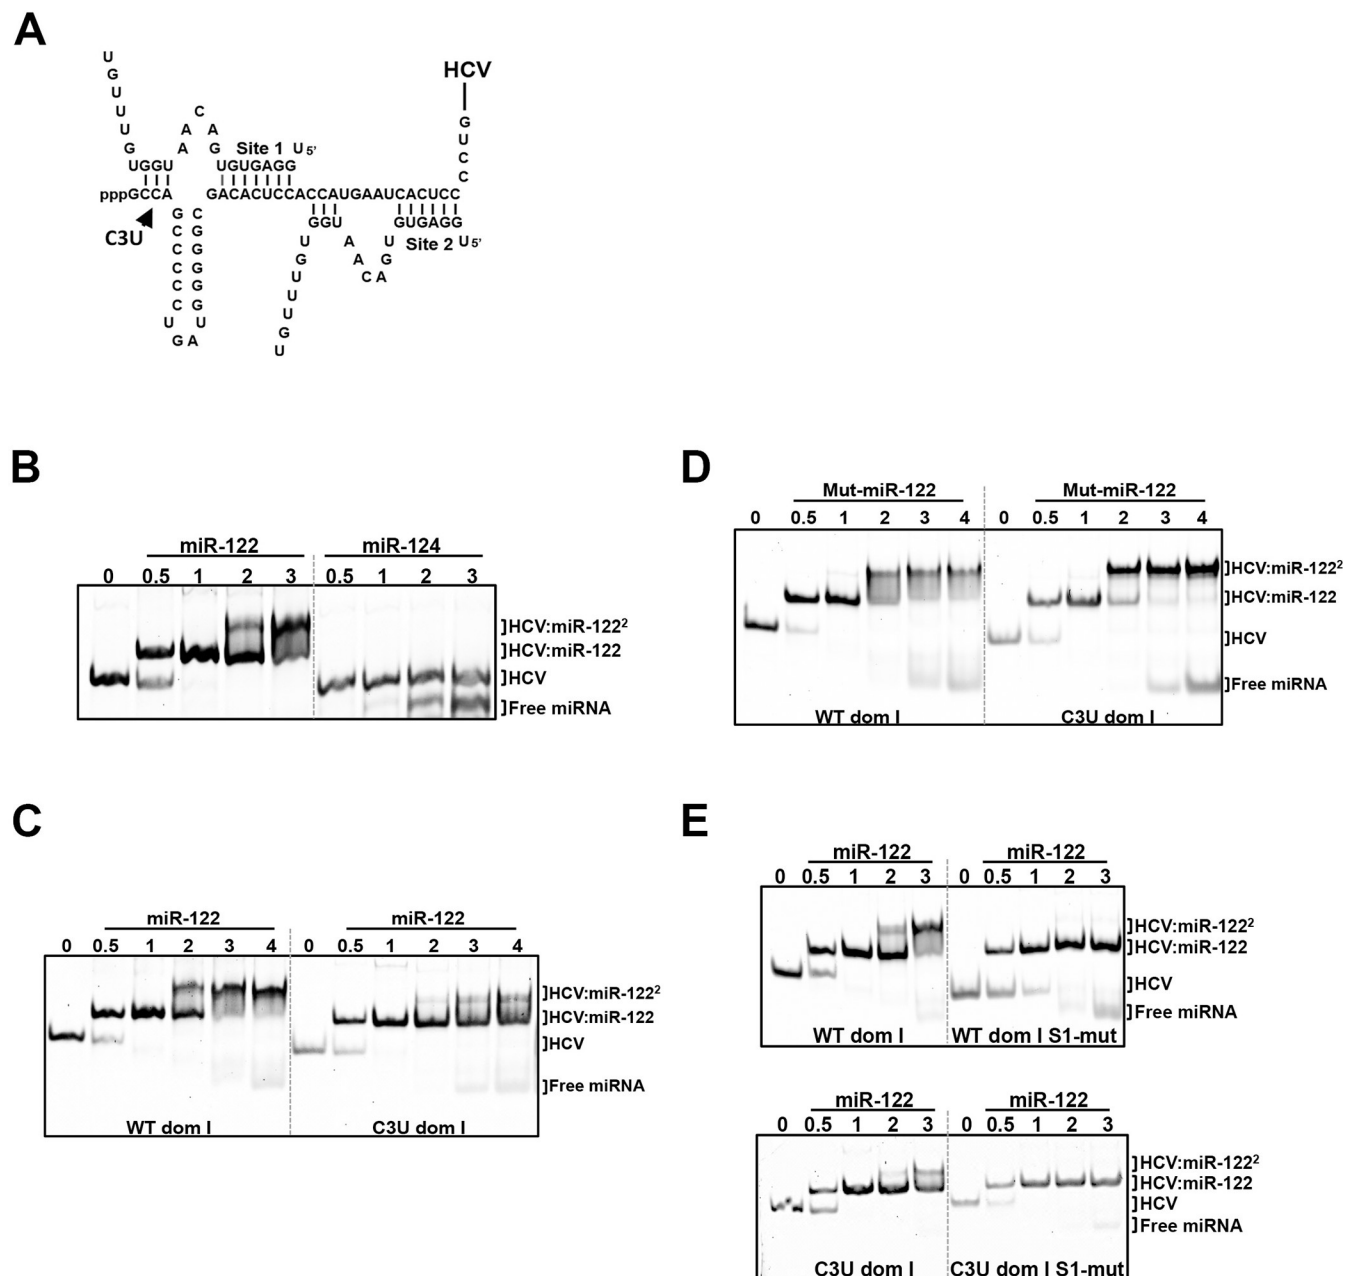 A
U
G
U
U
U
G
HCV
G
U
C
C
C
A A
A G
Site 1 U 5'
UGGU UGUGAGG
pppGCCA GACACUCCACCAUGAAUCACUCC
C3U
G C
C G
C G
C G
C G
C G
U U
G A
GGU GUGAGG
Site 2 U 5'
U
G
U
U
U
G
U
A
A
C A
G
U
B
miR-122 miR-124
0 0.5 1 2 3 0.5 1 2 3
]HCV:miR-122²
]HCV:miR-122
]HCV
]Free miRNA
C
miR-122 miR-122
0 0.5 1 2 3 4 0 0.5 1 2 3 4
]HCV:miR-122²
]HCV:miR-122
]HCV
]Free miRNA
WT dom I C3U dom I
D
Mut-miR-122 Mut-miR-122
0 0.5 1 2 3 4 0 0.5 1 2 3 4
]HCV:miR-122²
]HCV:miR-122
]HCV
]Free miRNA
WT dom I C3U dom I
E
miR-122 miR-122
0 0.5 1 2 3 0 0.5 1 2 3
]HCV:miR-122²
]HCV:miR-122
]HCV
]Free miRNA
WT dom I WT dom I S1-mut
miR-122 miR-122
0 0.5 1 2 3 0 0.5 1 2 3
]HCV:miR-122²
]HCV:miR-122
]HCV
]Free miRNA
C3U dom I C3U dom I S1-mut